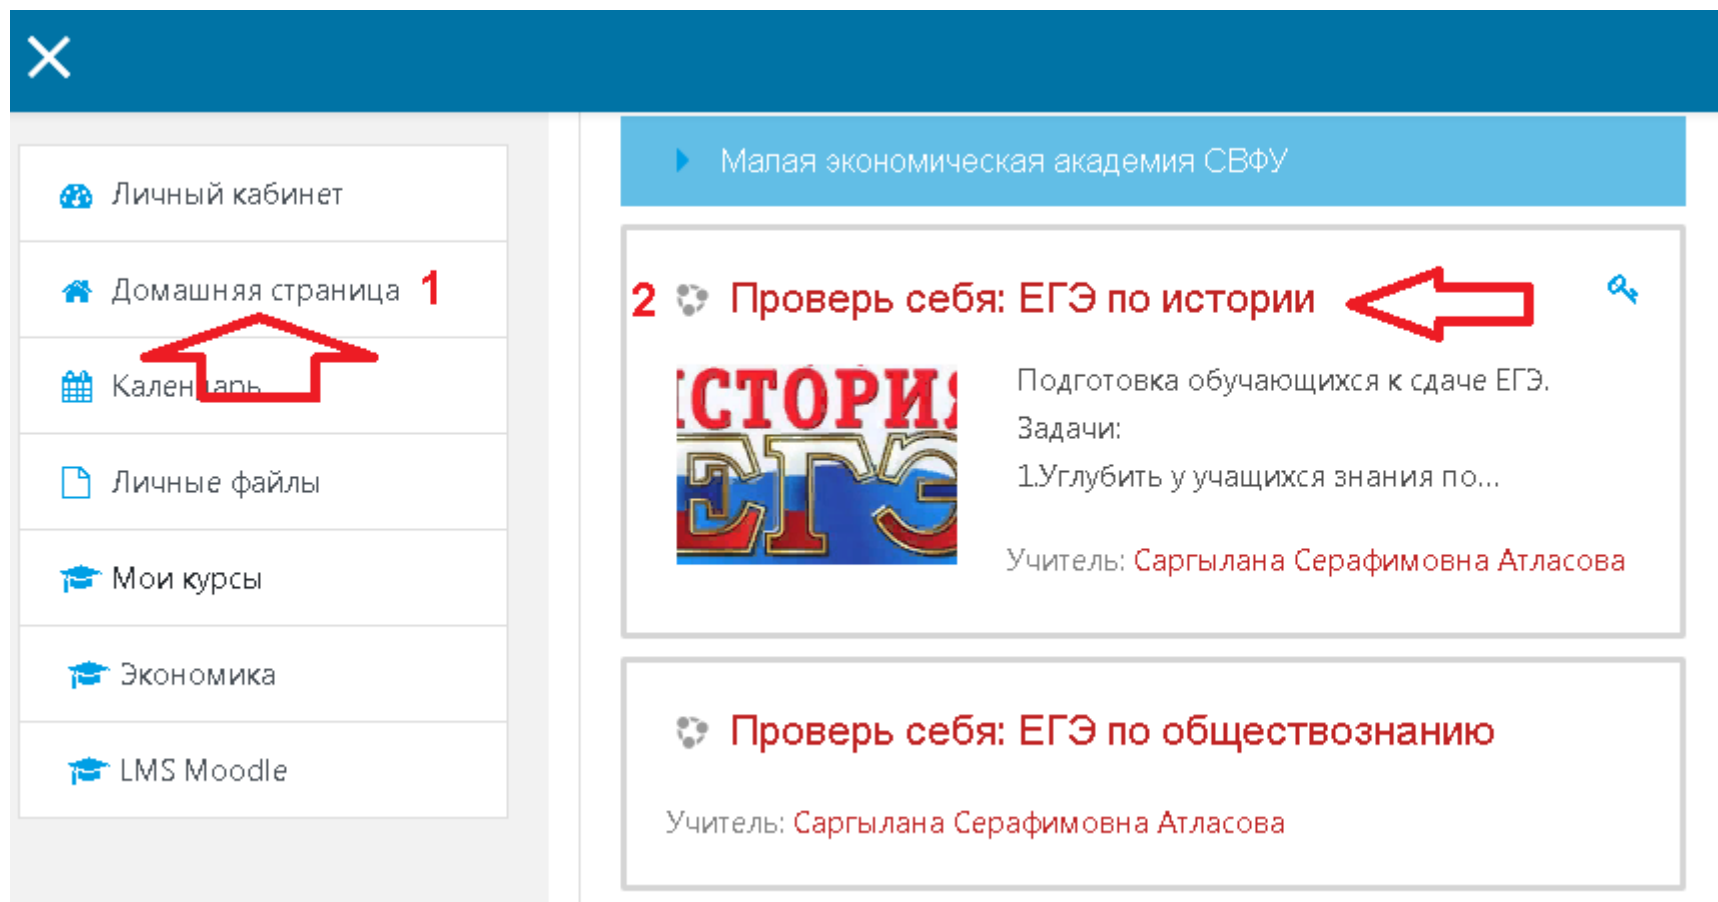 Малая экономическая академия СВФУ
Личный кабинет
Домашняя страница 1
Календарь
Личные файлы
Мои курсы
Экономика
LMS Moodle
2 Проверь себя: ЕГЭ по истории
ИСТОРИЯ
ЕГЭ
Подготовка обучающихся к сдаче ЕГЭ.
Задачи:
1.Углубить у учащихся знания по...
Учитель: Саргылана Серафимовна Атласова
Проверь себя: ЕГЭ по обществознанию
Учитель: Саргылана Серафимовна Атласова